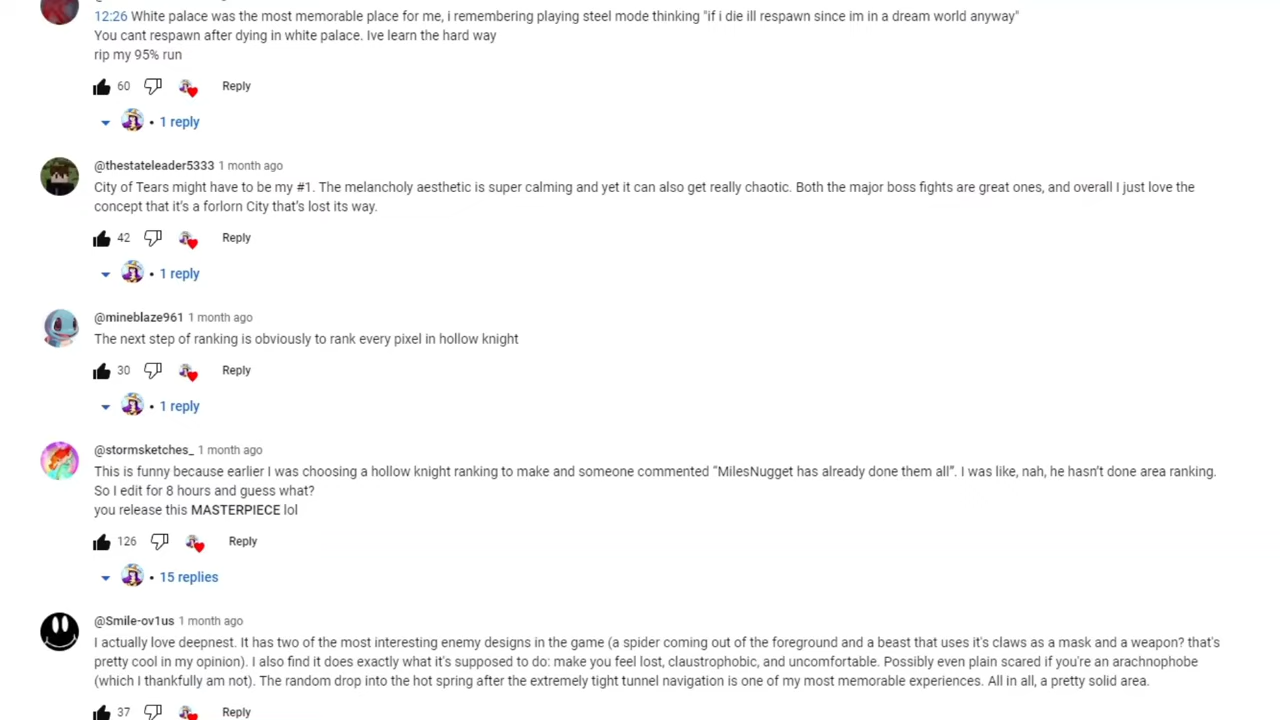 12:26 White palace was the most memorable place for me, i remembering playing steel mode thinking "if i die ill respawn since im in a dream world anyway"
You cant respawn after dying in white palace. Ive learn the hard way
rip my 95% run
60 Reply
• 1 reply
@thestateleader5333 1 month ago
City of Tears might have to be my #1. The melancholy aesthetic is super calming and yet it can also get really chaotic. Both the major boss fights are great ones, and overall I just love the
concept that it's a forlorn City that's lost its way.
42 Reply
• 1 reply
@mineblaze961 1 month ago
The next step of ranking is obviously to rank every pixel in hollow knight
30 Reply
• 1 reply
@stormsketches_ 1 month ago
This is funny because earlier I was choosing a hollow knight ranking to make and someone commented “MilesNugget has already done them all”. I was like, nah, he hasn't done area ranking.
So I edit for 8 hours and guess what?
you release this MASTERPIECE lol
126 Reply
• 15 replies
@Smile-ov1us 1 month ago
I actually love deepnest. It has two of the most interesting enemy designs in the game (a spider coming out of the foreground and a beast that uses it's claws as a mask and a weapon? that's
pretty cool in my opinion). I also find it does exactly what it's supposed to do: make you feel lost, claustrophobic, and uncomfortable. Possibly even plain scared if you're an arachnophobe
(which I thankfully am not). The random drop into the hot spring after the extremely tight tunnel navigation is one of my most memorable experiences. All in all, a pretty solid area.
37 Reply